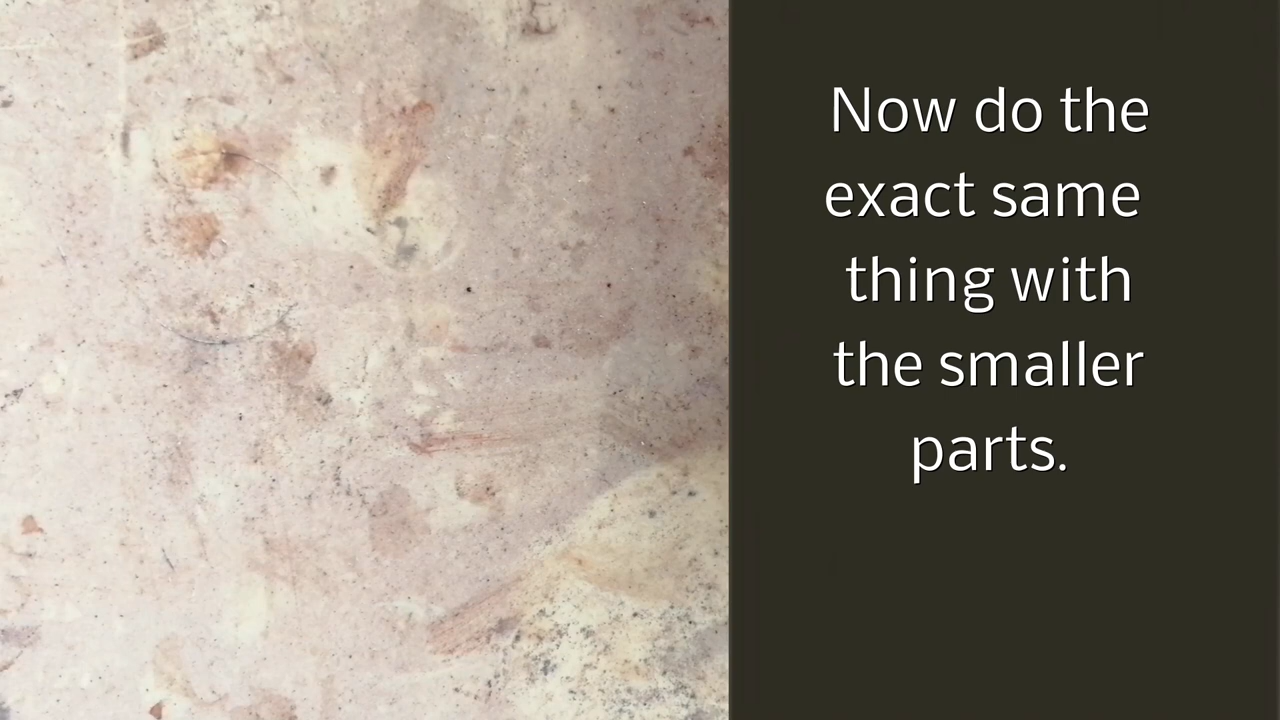 Now do the
exact same
thing with
the smaller
parts.